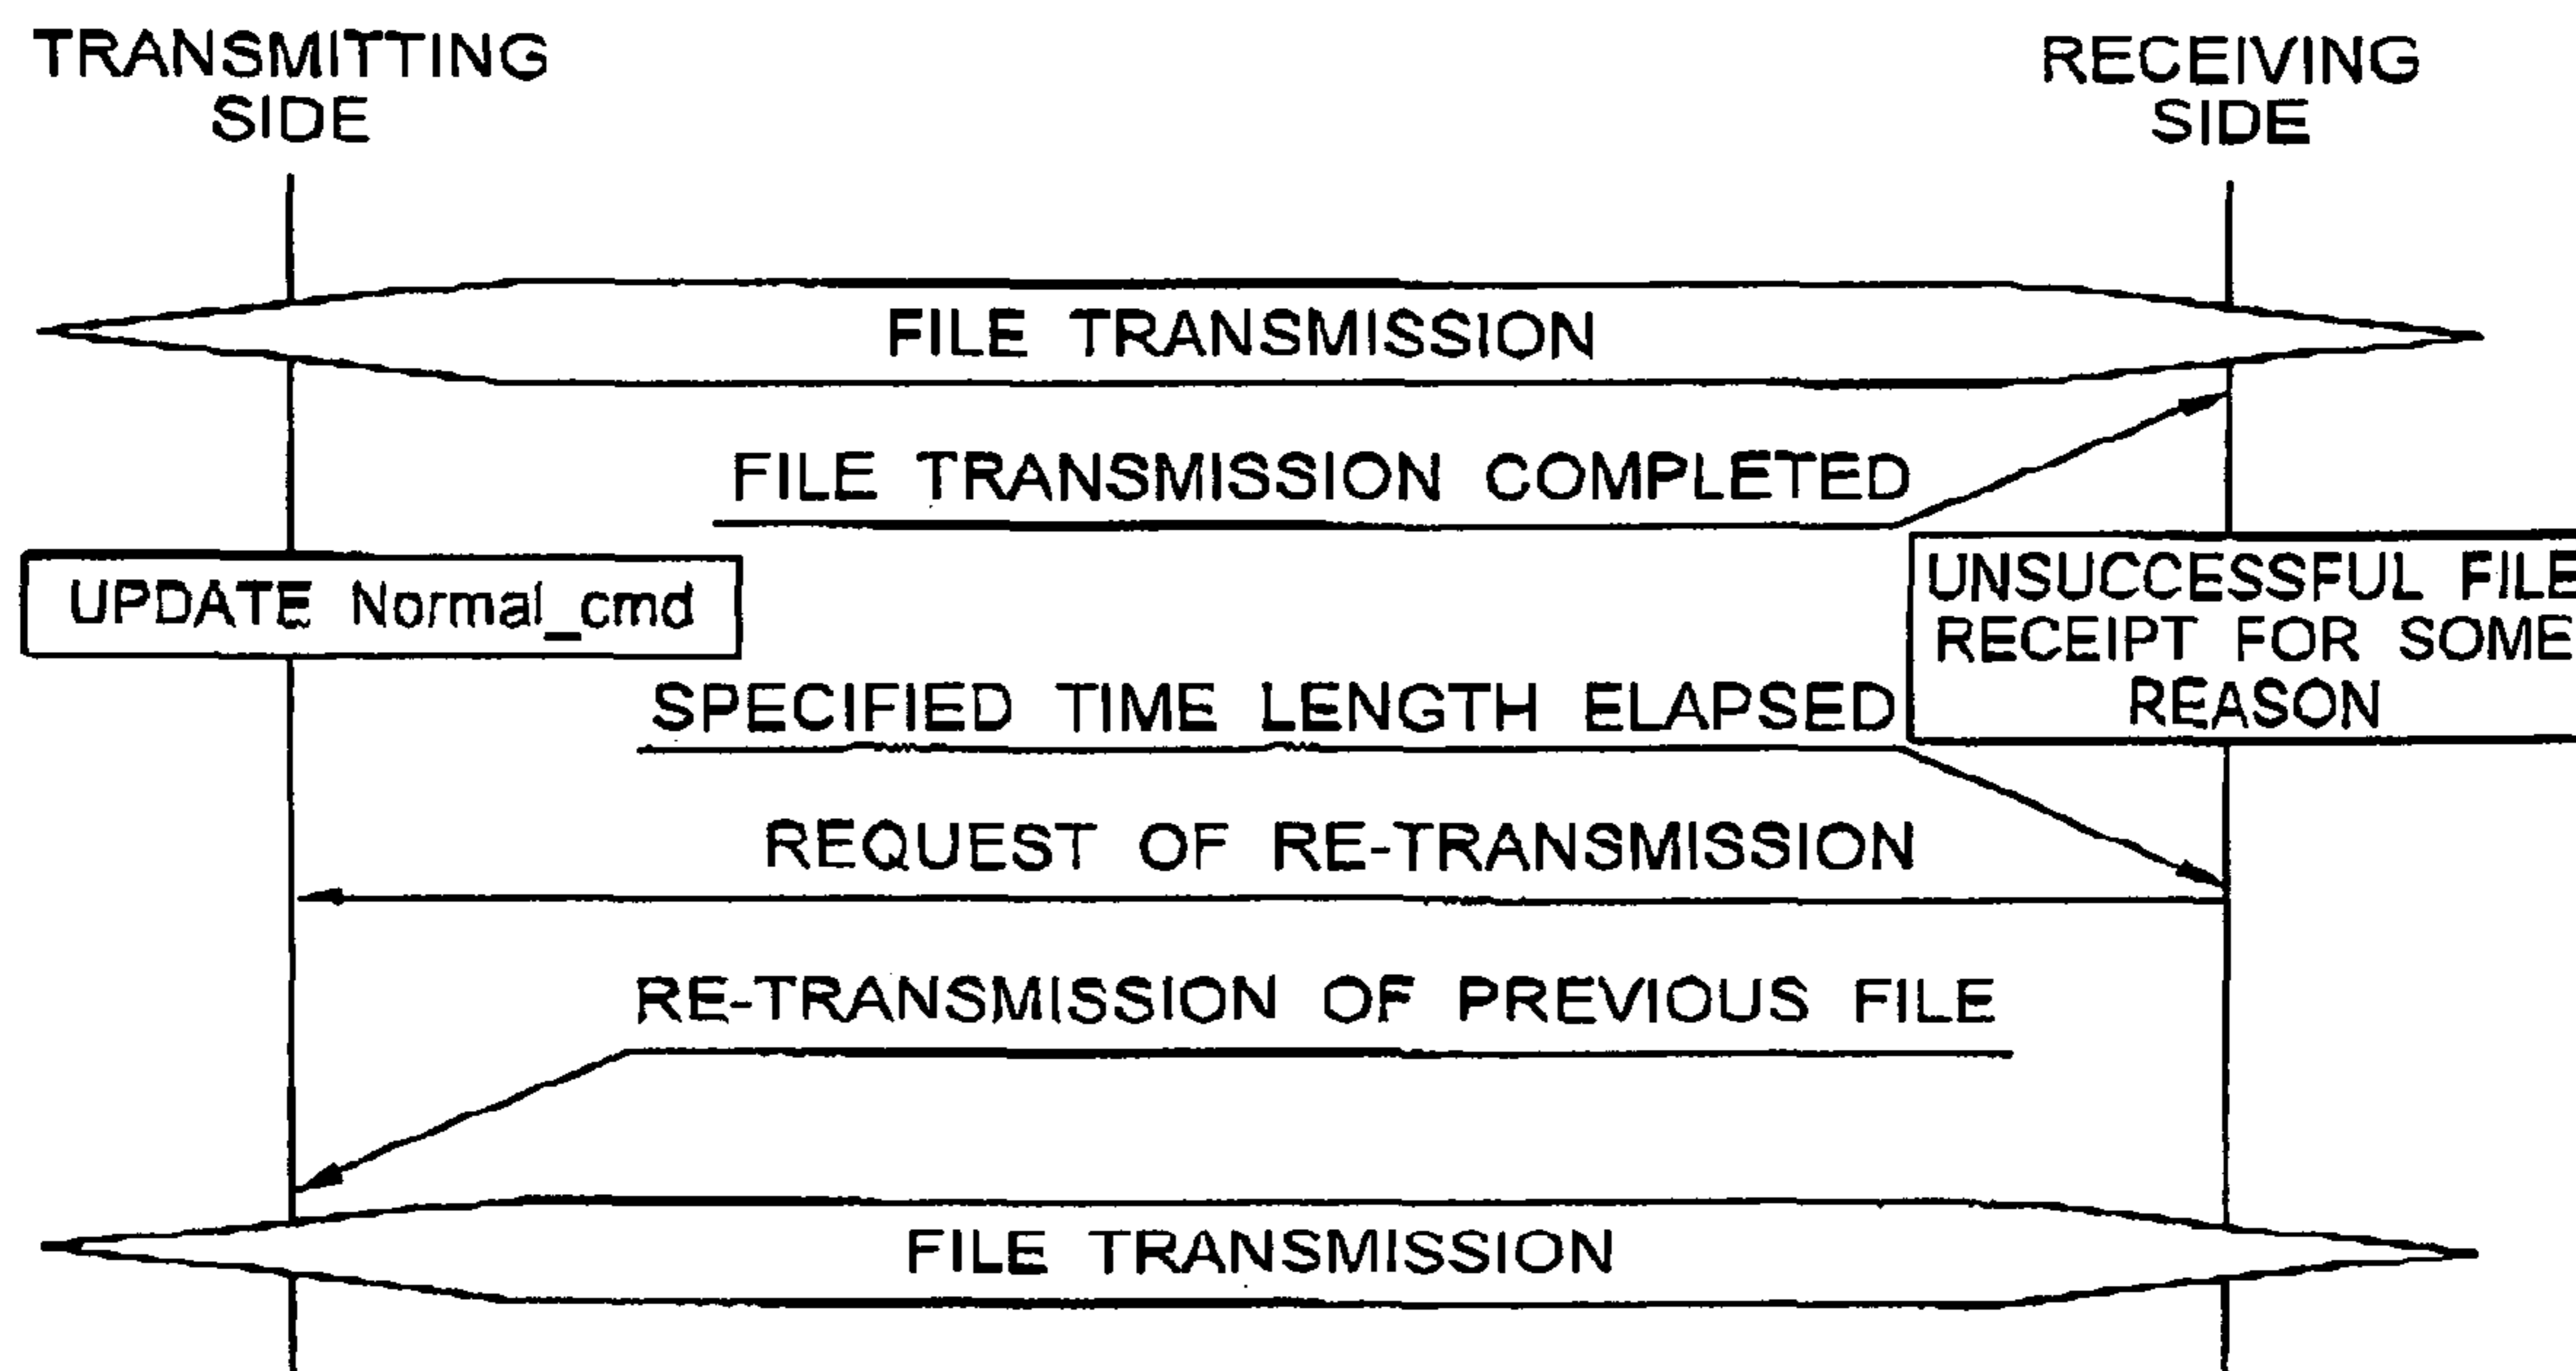 TRANSMITTING
SIDE
RECEIVING
SIDE
FILE TRANSMISSION
FILE TRANSMISSION COMPLETED
UPDATE Normal_cmd
UNSUCCESSFUL FILE
RECEIPT FOR SOME
REASON
SPECIFIED TIME LENGTH ELAPSED
REQUEST OF RE-TRANSMISSION
RE-TRANSMISSION OF PREVIOUS FILE
FILE TRANSMISSION